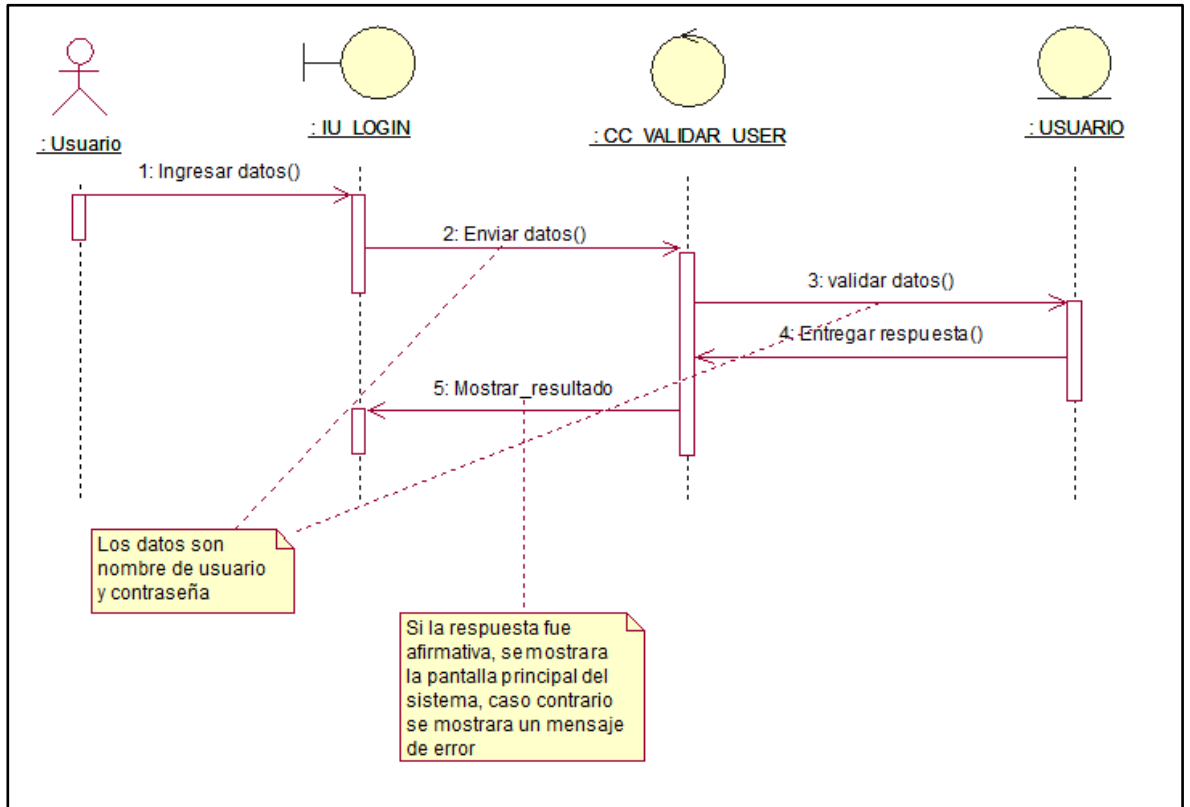 : Usuario
: IU_LOGIN
: CC_VALIDAR_USER
: USUARIO
1: Ingresar datos()
2: Enviar datos()
3: validar datos()
4: Entregar respuesta()
5: Mostrar_resultado
Los datos son
nombre de usuario
y contraseña
Si la respuesta fue
afirmativa, se mostrara
la pantalla principal del
sistema, caso contrario
se mostrara un mensaje
de error